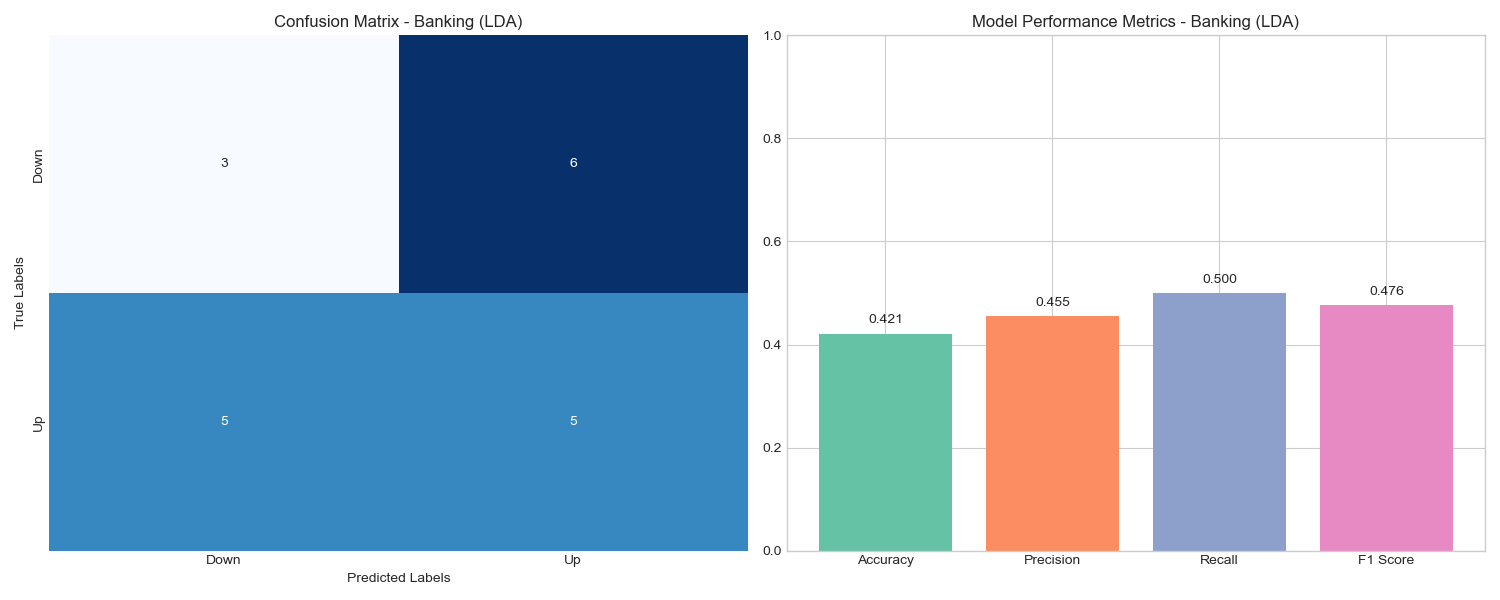 Confusion Matrix - Banking (LDA)
Down
Up
True Labels
3
6
5
5
Down
Up
Predicted Labels
Model Performance Metrics - Banking (LDA)
1.0
0.8
0.6
0.4
0.2
0.0
0.421
0.455
0.500
0.476
Accuracy
Precision
Recall
F1 Score